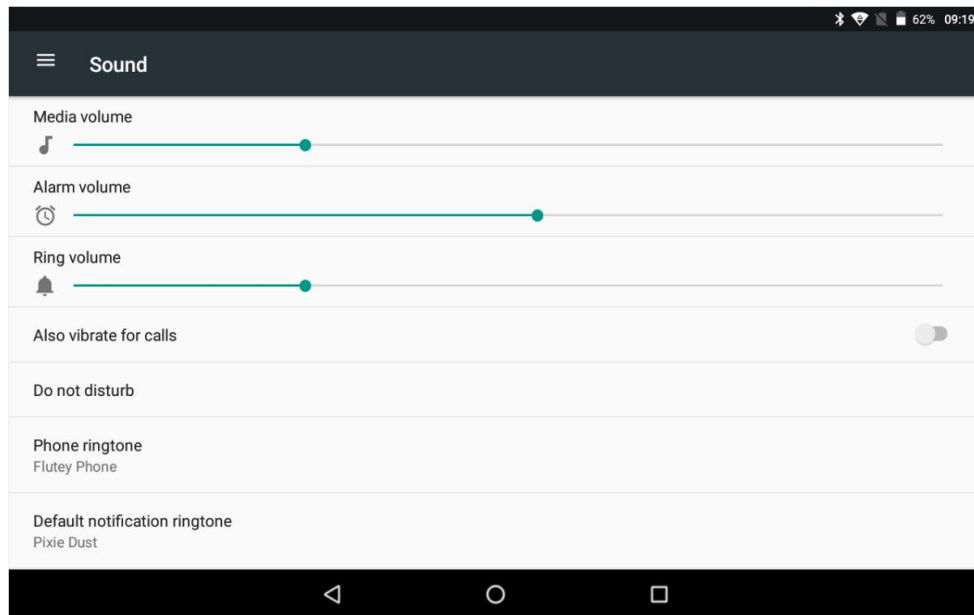 62% 09:19
Sound
Media volume
Alarm volume
Ring volume
Also vibrate for calls
Do not disturb
Phone ringtone
Flutey Phone
Default notification ringtone
Pixie Dust